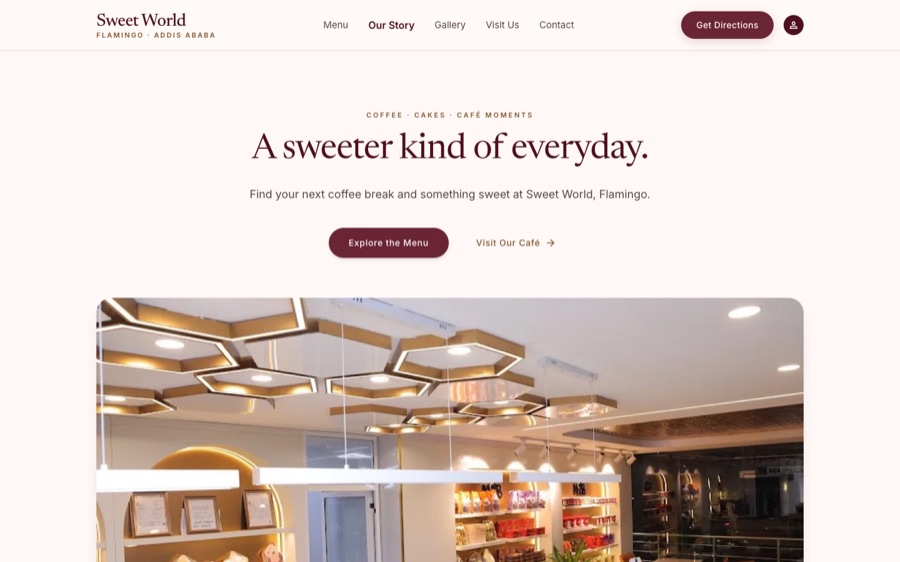 Sweet World
FLAMINGO · ADDIS ABABA
Menu
Our Story
Gallery
Visit Us
Contact
Get Directions
COFFEE · CAKES · CAFÉ MOMENTS
A sweeter kind of everyday.
Find your next coffee break and something sweet at Sweet World, Flamingo.
Explore the Menu
Visit Our Café →